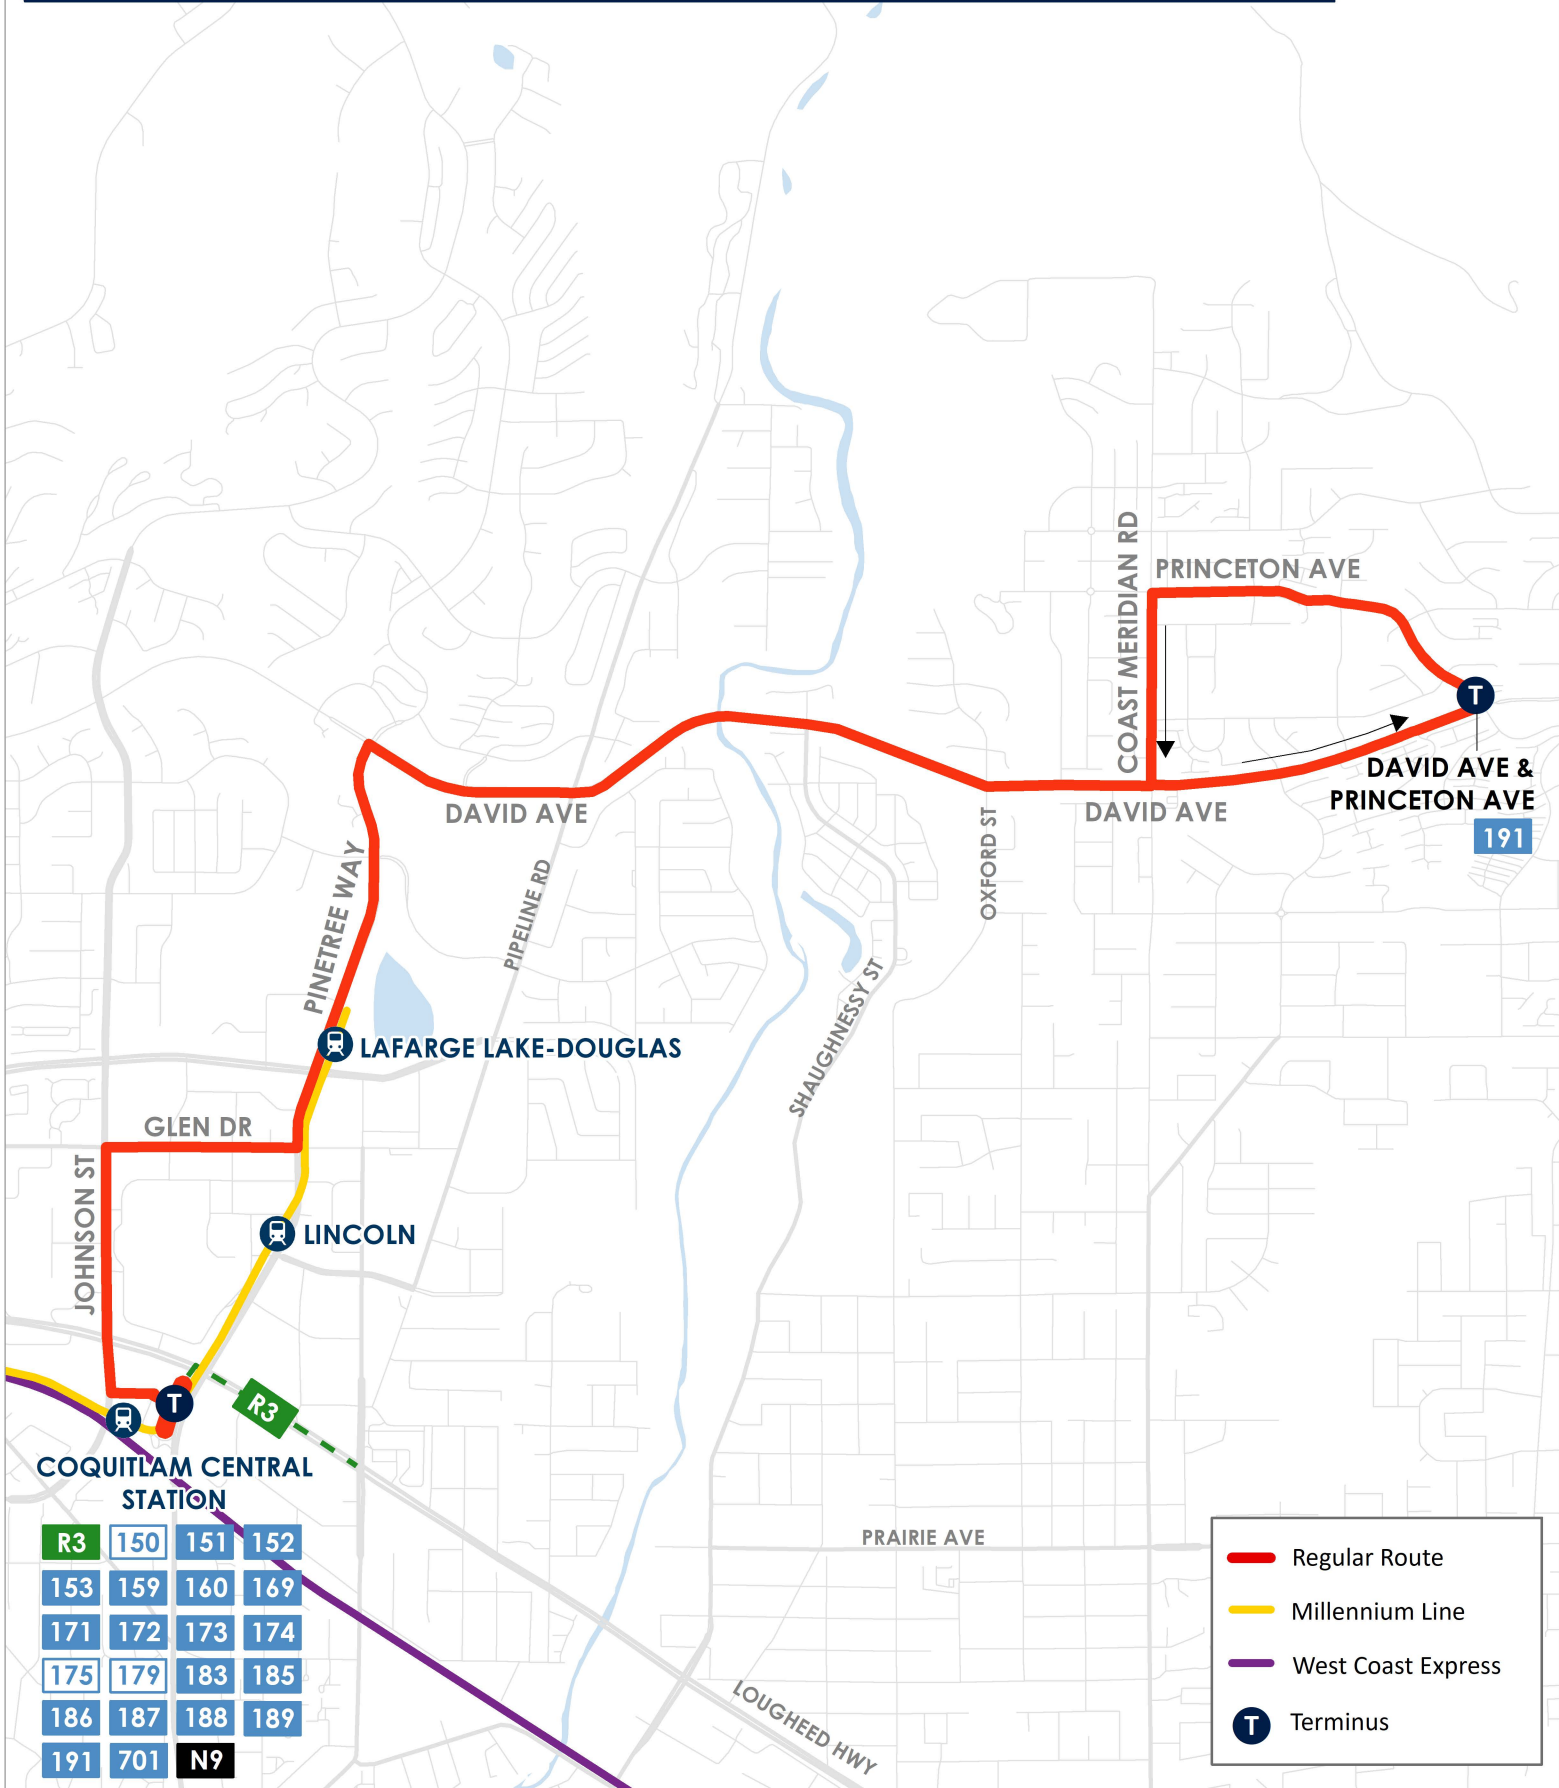 COAST MERIDIAN RD
PRINCETON AVE
T
DAVID AVE &
PRINCETON AVE
191
DAVID AVE
DAVID AVE
OXFORD ST
PINETREE WAY
PIPELINE RD
SHAUGHNESSY ST
LAFARGE LAKE-DOUGLAS
GLEN DR
JOHNSON ST
LINCOLN
T
R3
COQUITLAM CENTRAL
STATION
R3 150 151 152
153 159 160 169
171 172 173 174
175 179 183 185
186 187 188 189
191 701 N9
PRAIRIE AVE
LOUGHEED HWY
Regular Route
Millennium Line
West Coast Express
T Terminus